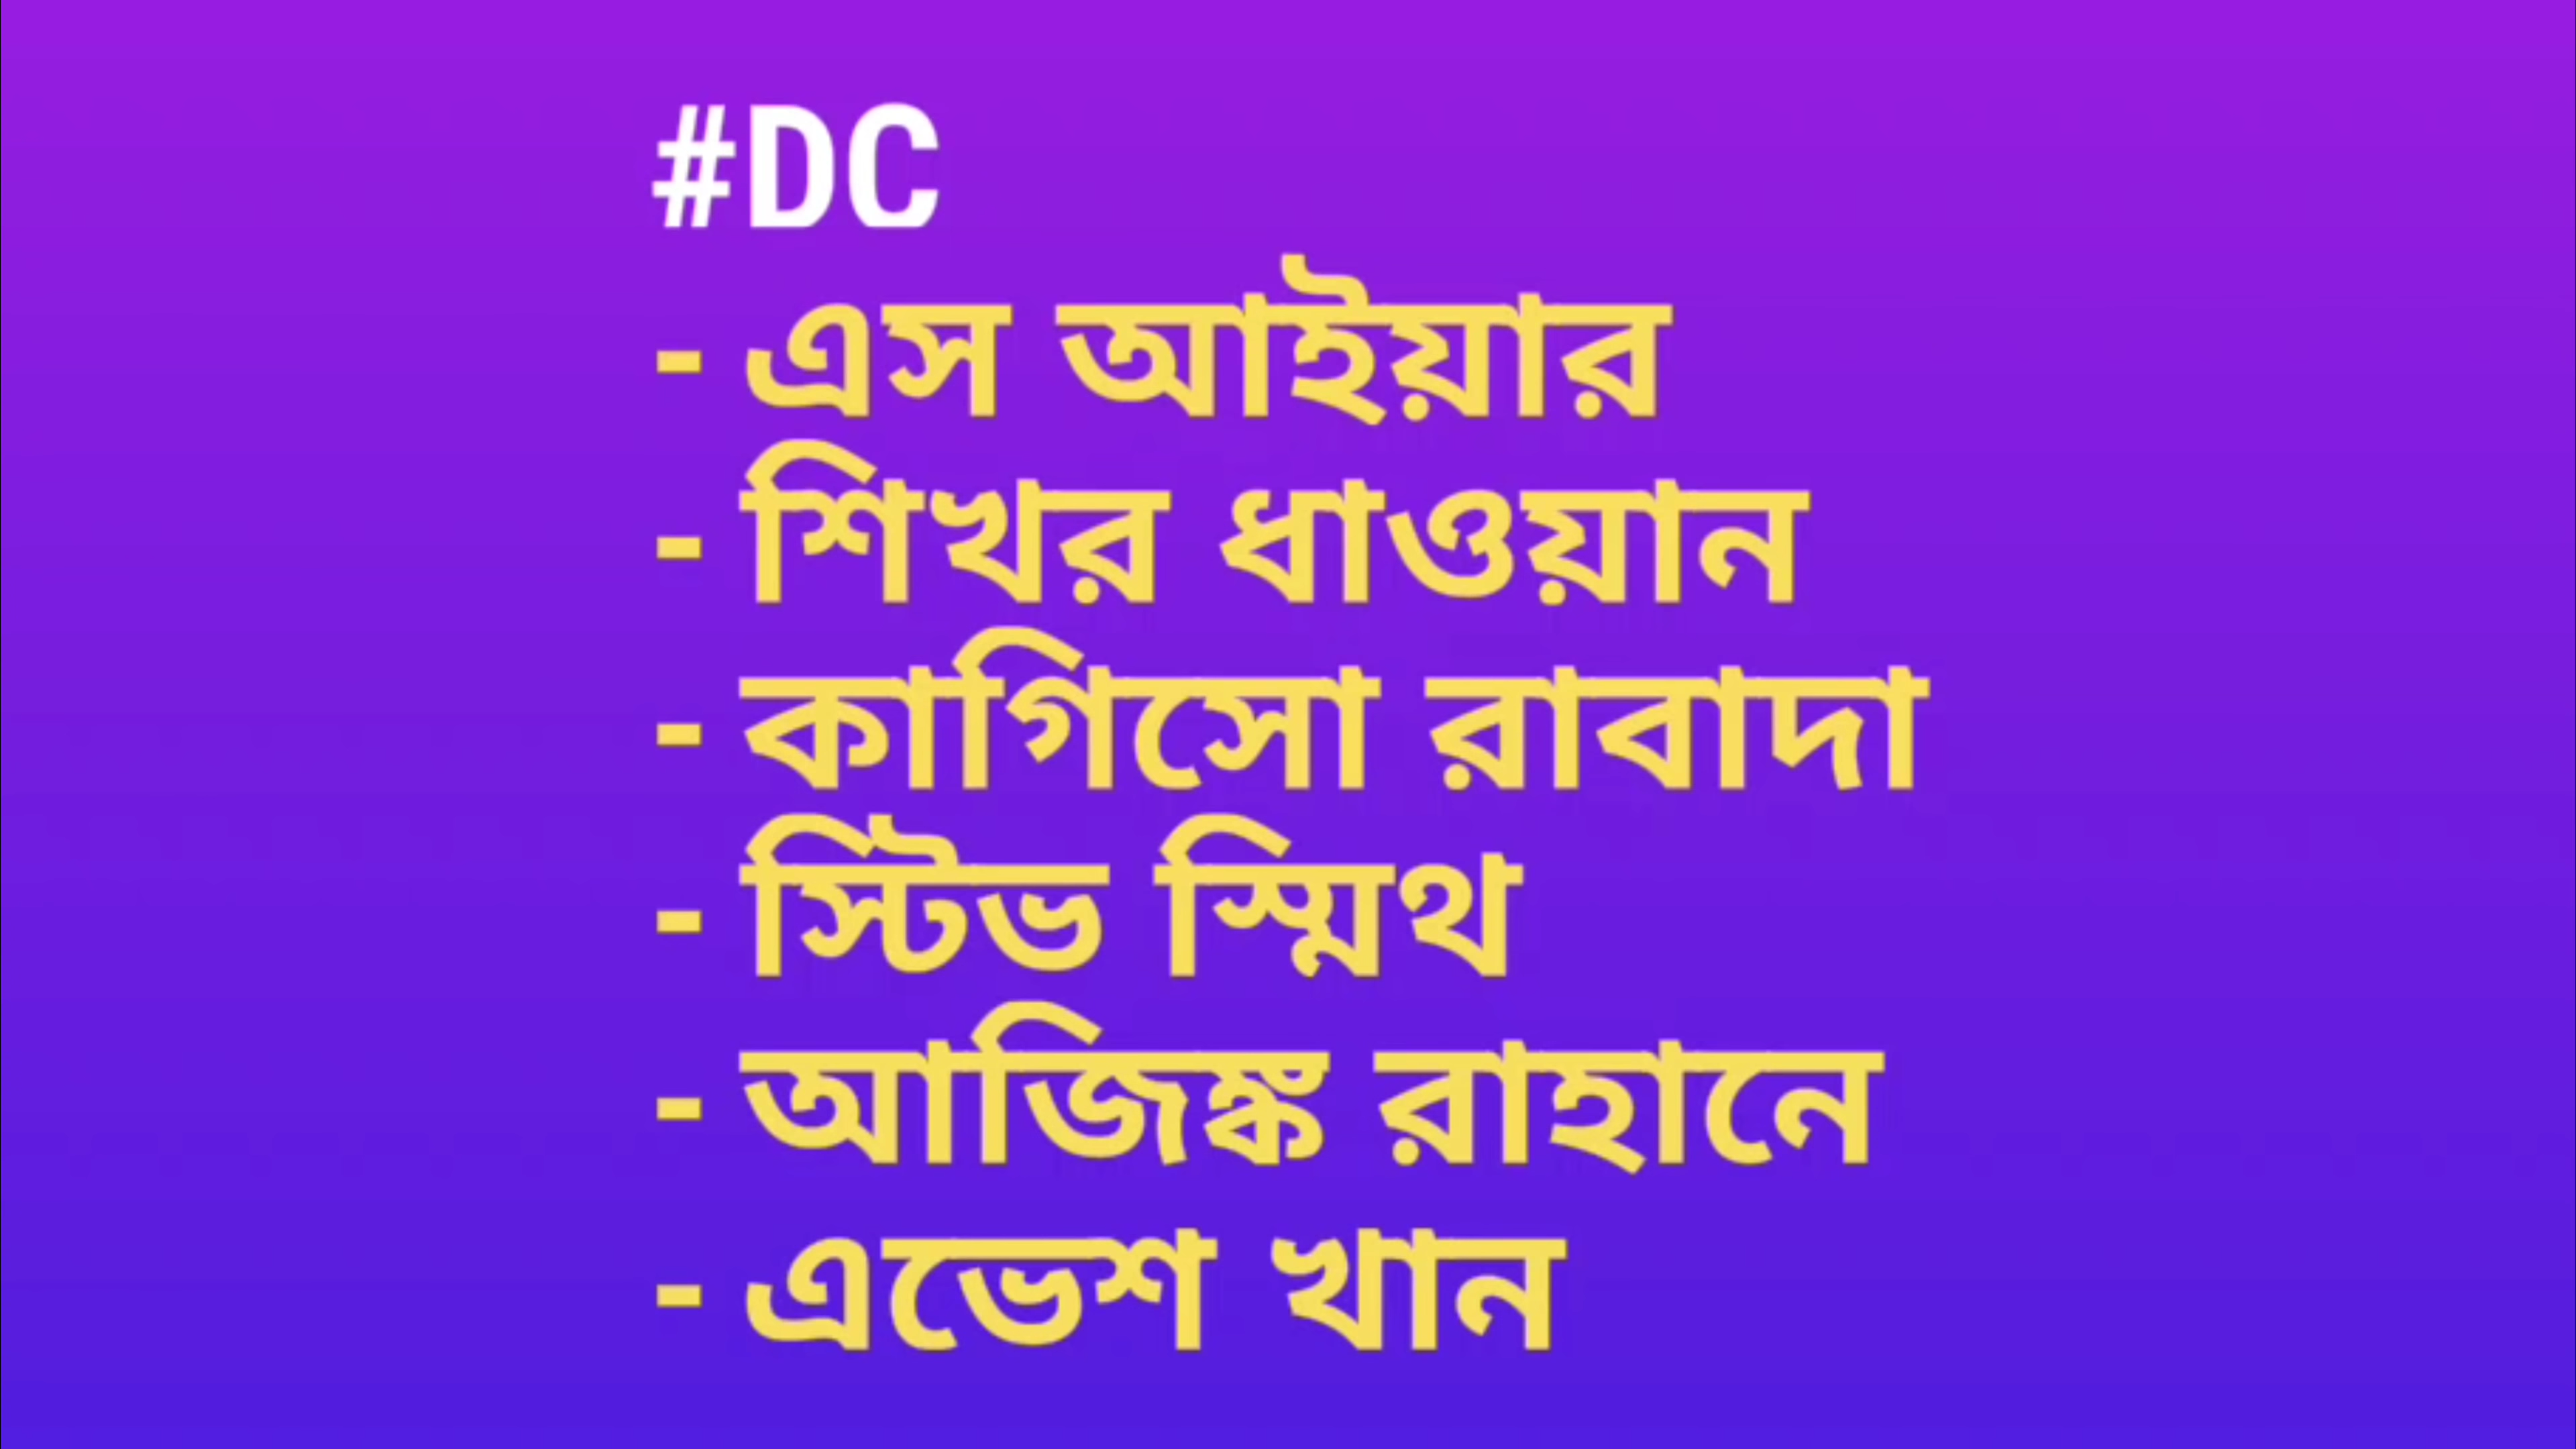 #DC
- এস আইয়ার
- শিখর ধাওয়ান
- কাগিসো রাবাদা
- স্টিভ স্মিথ
- আজিঙ্ক রাহানে
- এভেশ খান